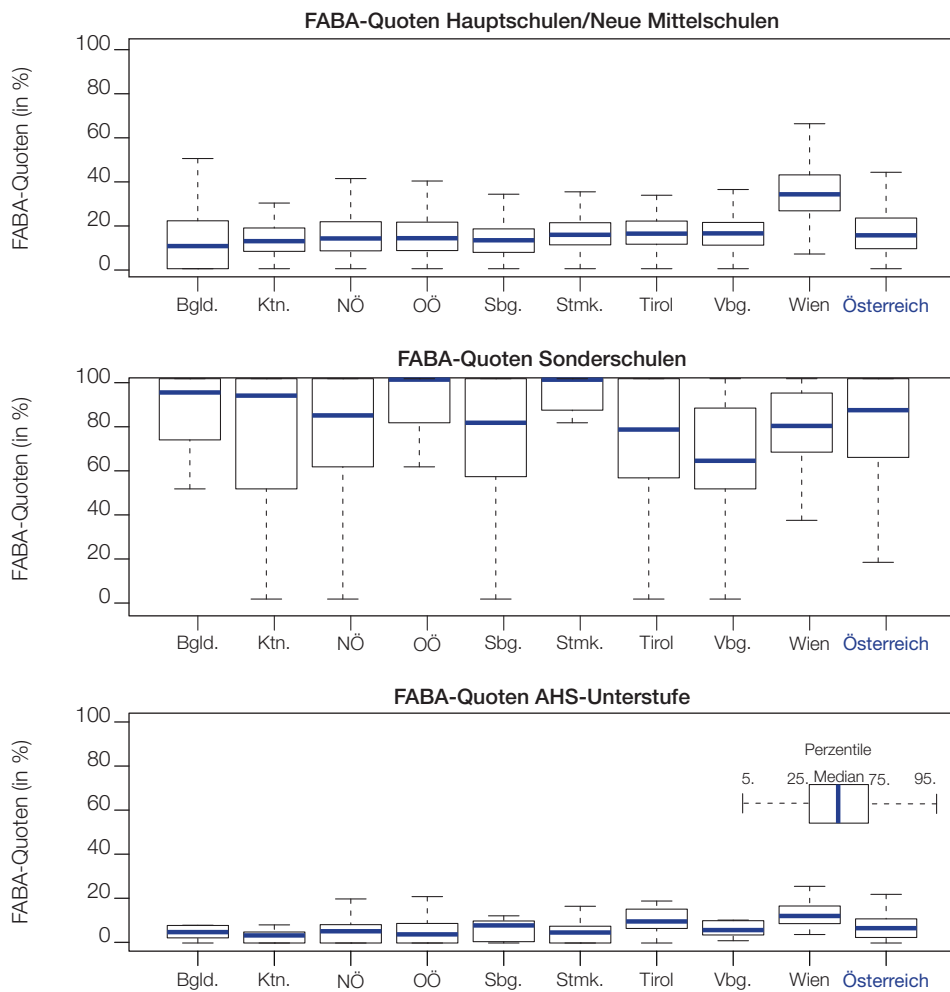 FABA-Quoten Hauptschulen/Neue Mittelschulen
FABA-Quoten (in %)
100
80
60
40
20
0
Bgld. Ktn. NÖ OÖ Sbg. Stmk. Tirol Vbg. Wien Österreich
FABA-Quoten Sonderschulen
FABA-Quoten (in %)
100
80
60
40
20
0
Bgld. Ktn. NÖ OÖ Sbg. Stmk. Tirol Vbg. Wien Österreich
FABA-Quoten AHS-Unterstufe
FABA-Quoten (in %)
100
80
60
40
20
0
Perzentile
5. 25. Median 75. 95.
Bgld. Ktn. NÖ OÖ Sbg. Stmk. Tirol Vbg. Wien Österreich